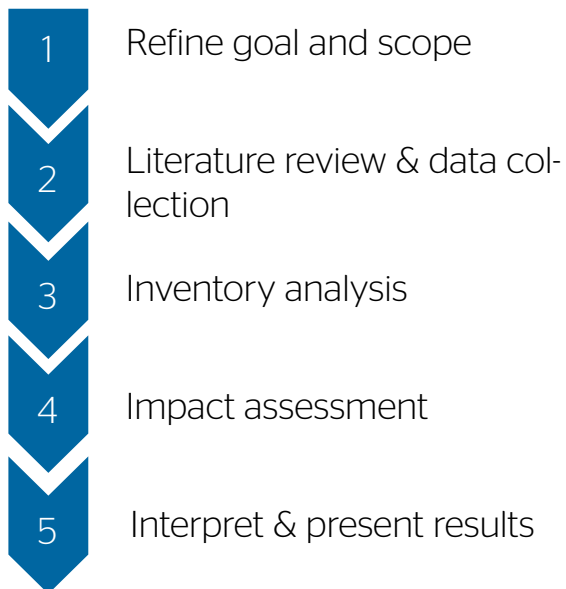 1
Refine goal and scope
2
Literature review & data col-
lection
3
Inventory analysis
4
Impact assessment
5
Interpret & present results